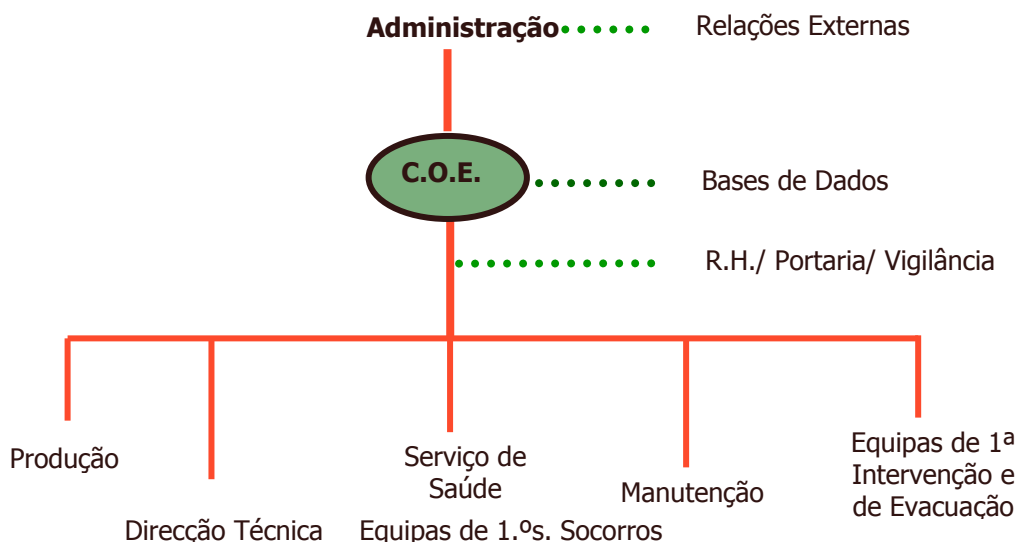 Administração
Relações Externas
C.O.E.
Bases de Dados
R.H./ Portaria/ Vigilância
Produção
Direcção Técnica
Serviço de
Saúde
Equipas de 1.ºs. Socorros
Manutenção
Equipas de 1ª
Intervenção e
de Evacuação